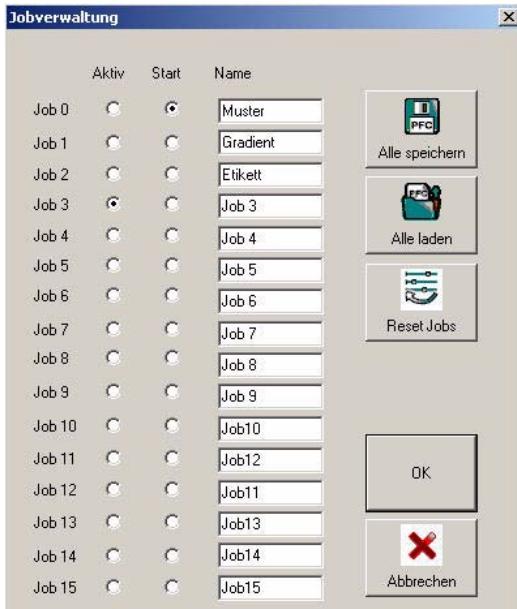 Jobverwaltung
Aktiv Start Name
Job 0 Muster
Job 1 Gradient
Job 2 Etikett
Job 3 Job 3
Job 4 Job 4
Job 5 Job 5
Job 6 Job 6
Job 7 Job 7
Job 8 Job 8
Job 9 Job 9
Job 10 Job10
Job 11 Job12
Job 12 Job11
Job 13 Job13
Job 14 Job14
Job 15 Job15
PFC
Alle speichern
PFC
Alle laden
Reset Jobs
OK
Abbrechen